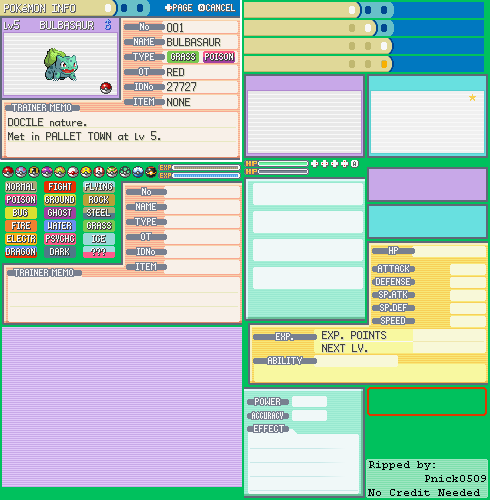 POKéMON INFO
PAGE CANCEL
Lv5 BULBASAUR ♂
No 001
NAME BULBASAUR
TYPE GRASS POISON
OT RED
IDNo 27727
ITEM NONE
TRAINER MEMO
DOCILE nature.
Met in PALLET TOWN at Lv 5.
EXP
EXP
HP
HP
NORMAL FIGHT FLYING
POISON GROUND ROCK
BUG GHOST STEEL
FIRE WATER GRASS
ELECTR PSYCHC ICE
DRAGON DARK ???
No
NAME
TYPE
OT
IDNo
ITEM
TRAINER MEMO
HP
ATTACK
DEFENSE
SP.ATK
SP.DEF
SPEED
EXP. EXP. POINTS
NEXT LV.
ABILITY
POWER
ACCURACY
EFFECT
Ripped by:
Pnick0509
No Credit Needed